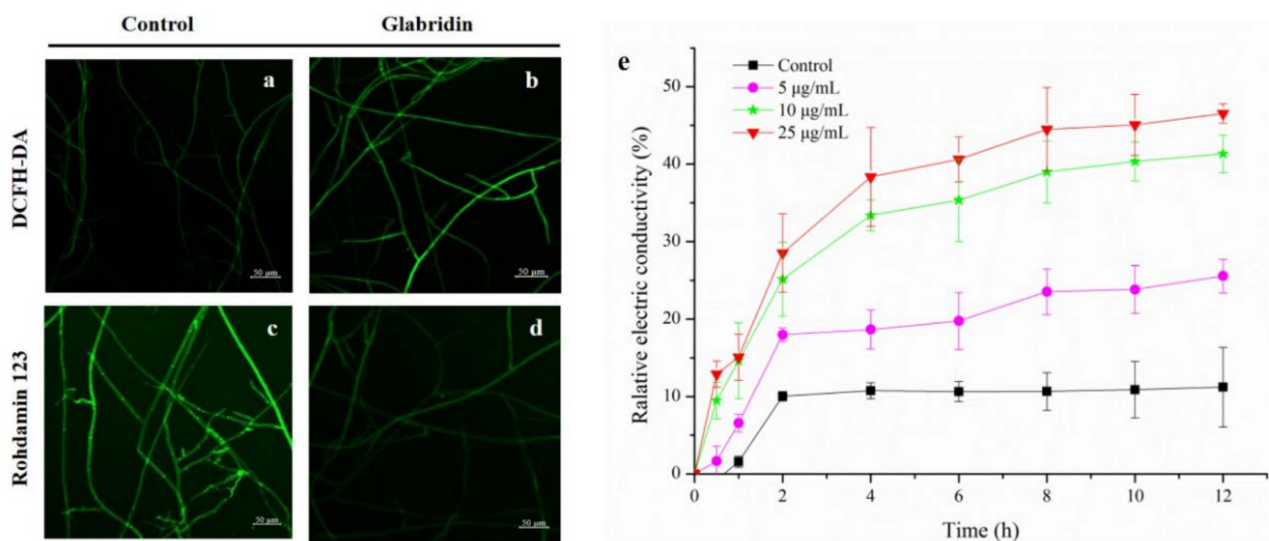 Control
Glabridin
DCFH-DA
Rohdamin 123
a
50 μm
b
50 μm
c
50 μm
d
50 μm
e
Control
5 μg/mL
10 μg/mL
25 μg/mL
Ralative electric conductivity (%)
50
40
30
20
10
0
0 2 4 6 8 10 12
Time (h)